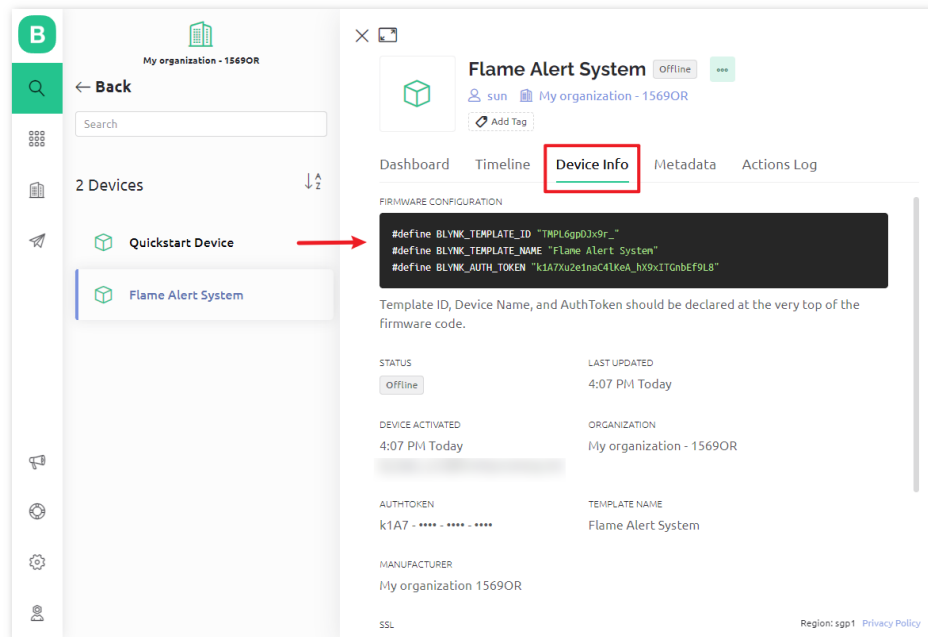 B
My organization - 1569OR
← Back
Search
2 Devices
A
Z
Quickstart Device
Flame Alert System
Flame Alert System
Offline
sun
My organization - 1569OR
Add Tag
Dashboard
Timeline
Device Info
Metadata
Actions Log
FIRMWARE CONFIGURATION
#define BLYNK_TEMPLATE_ID "TMPL6gpDJx9r_"
#define BLYNK_TEMPLATE_NAME "Flame Alert System"
#define BLYNK_AUTH_TOKEN "k1A7Xu2e1naC4lKeA_hX9xITGnbEf9L8"
Template ID, Device Name, and AuthToken should be declared at the very top of the
firmware code.
STATUS
Offline
LAST UPDATED
4:07 PM Today
DEVICE ACTIVATED
4:07 PM Today
ORGANIZATION
My organization - 1569OR
AUTHTOKEN
k1A7 - •••• - •••• - ••••
TEMPLATE NAME
Flame Alert System
MANUFACTURER
My organization 1569OR
SSL
Region: sgp1
Privacy Policy